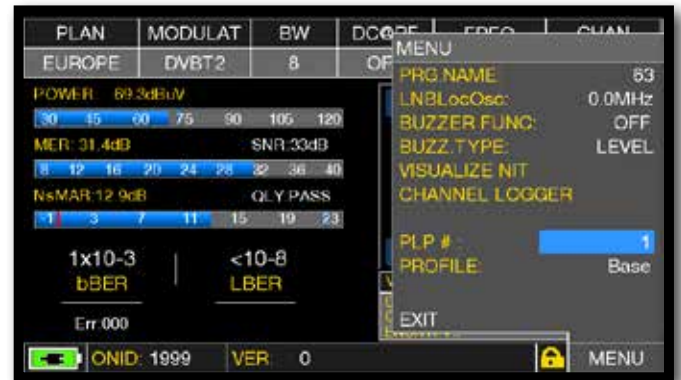 PLAN MODULAT BW
EUROPE DVBT2 8
POWER: 69.3dBuV
30 45 60 75 90 105 120
MER: 31.4dB SNR:33dB
8 12 16 20 24 28 32 36 40
NsMAR:12.9dB QLY:PASS
-1 3 7 11 15 19 23
1x10-3 <10-8
bBER LBER
Err:000
ONID: 1999 VER: 0 MENU
MENU
PRG NAME 63
LNBLocOsc: 0.0MHz
BUZZER FUNC: OFF
BUZZ.TYPE: LEVEL
VISUALIZE NIT
CHANNEL LOGGER
PLP # : 1
PROFILE: Base
EXIT